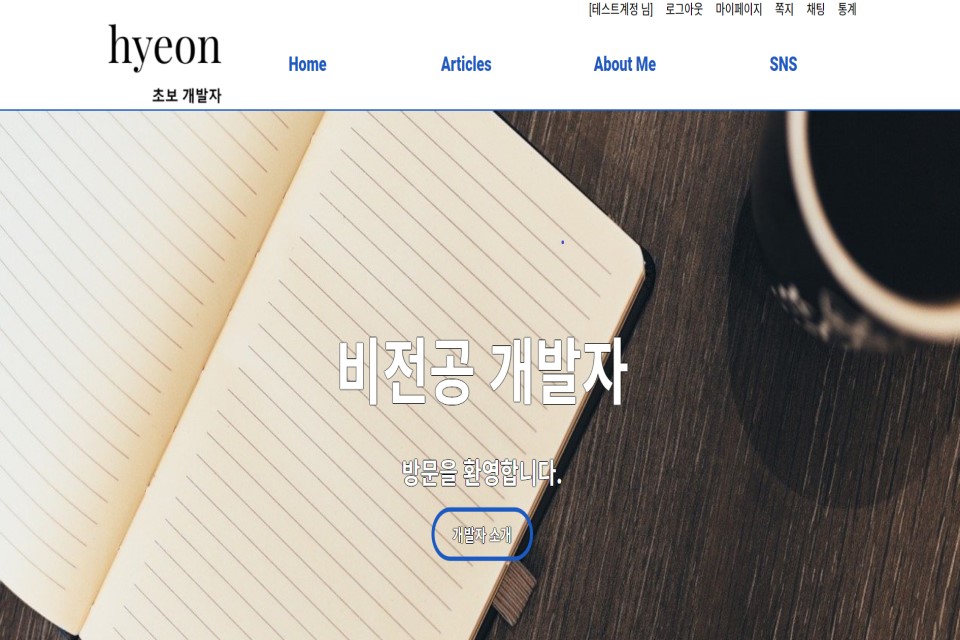 [테스트계정 님] 로그아웃 마이페이지 쪽지 채팅 통계
hyeon
초보 개발자
Home Articles About Me SNS
비전공 개발자
방문을 환영합니다.
개발자 소개